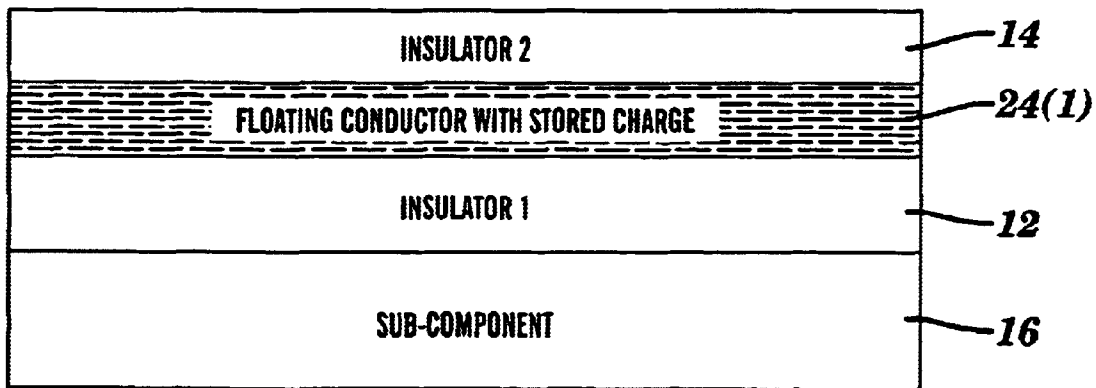 INSULATOR 2
14
FLOATING CONDUCTOR WITH STORED CHARGE
24(1)
INSULATOR 1
12
SUB-COMPONENT
16